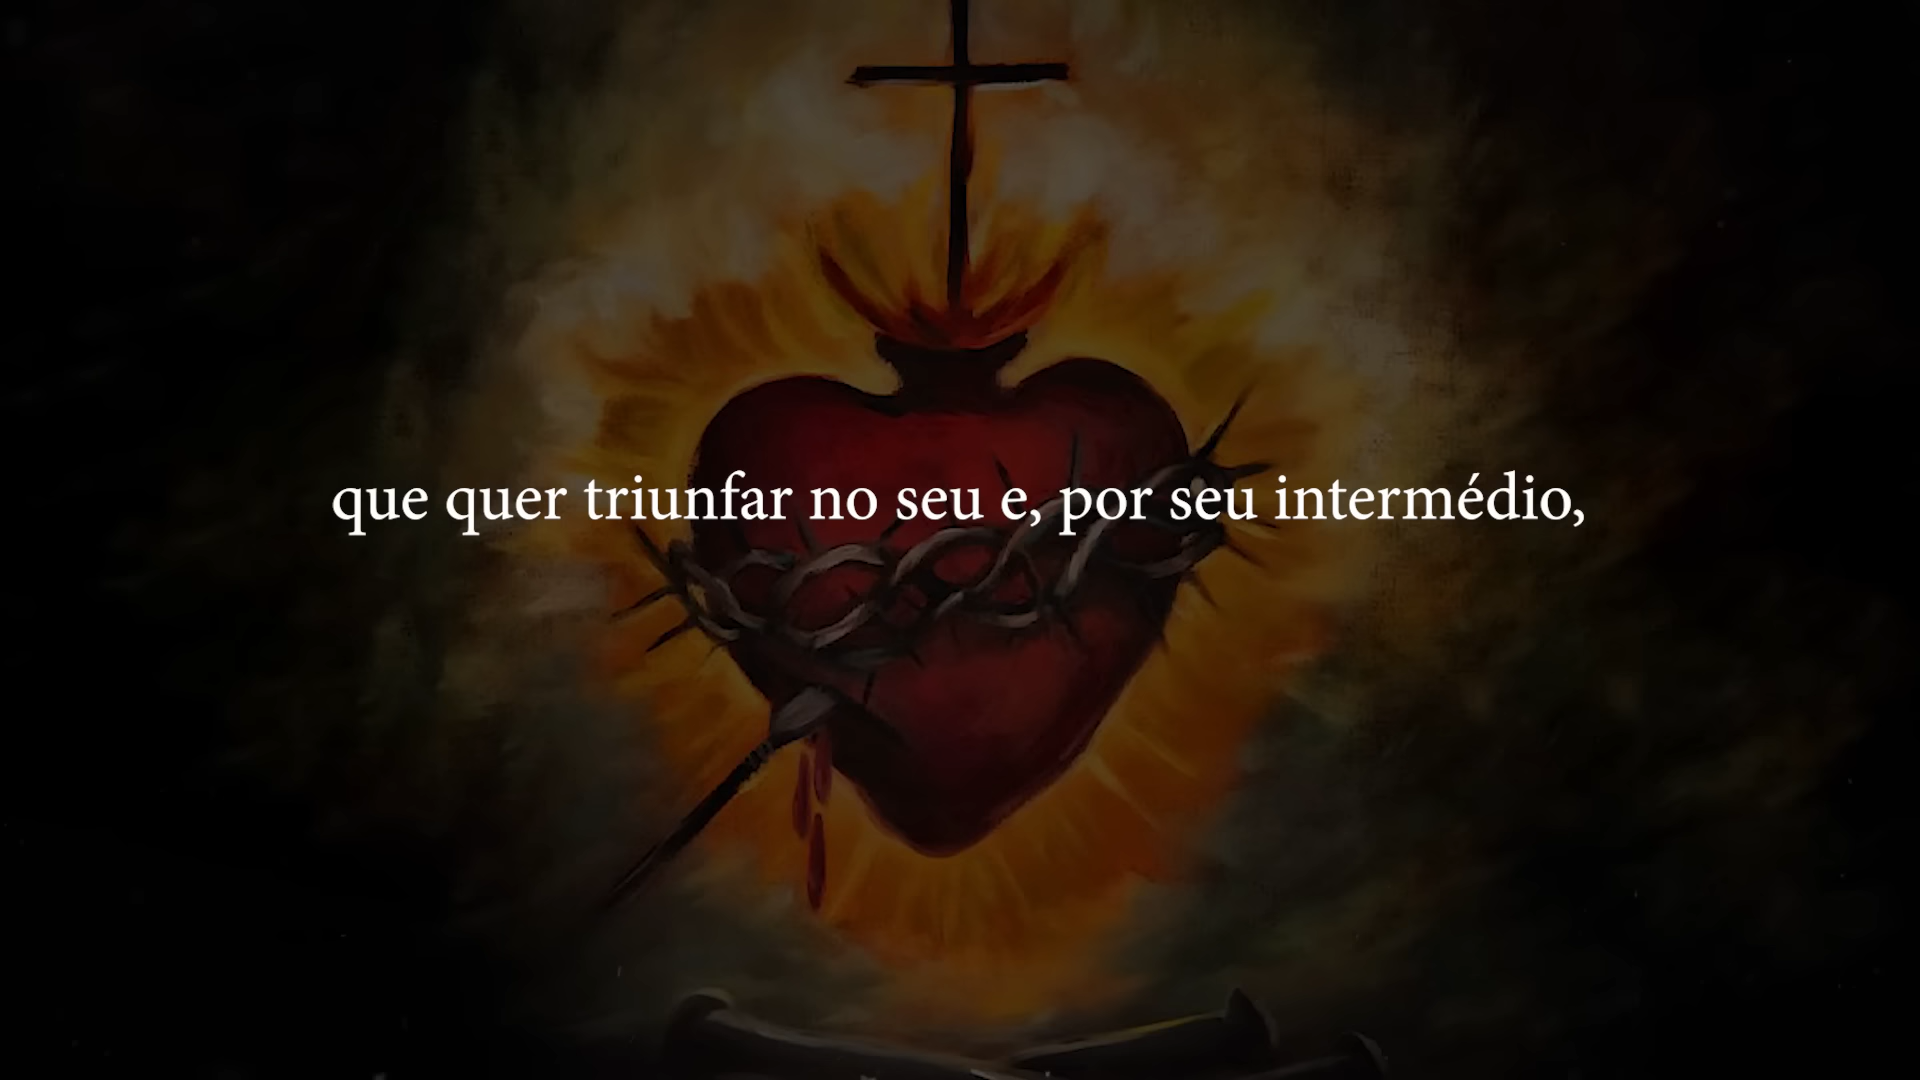 que quer triunfar no seu e, por seu intermédio,